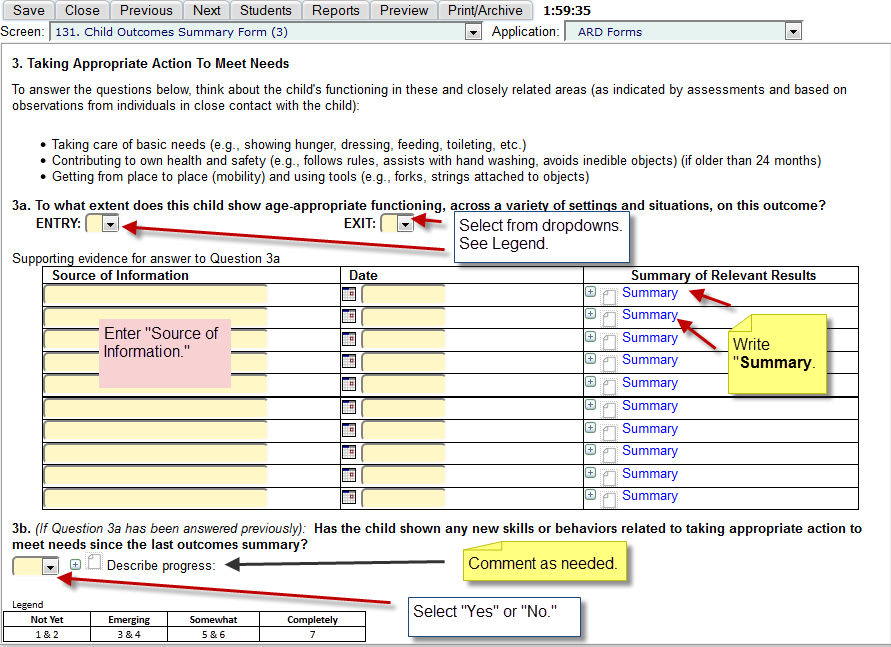 Save Close Previous Next Students Reports Preview Print/Archive 1:59:35
Screen: 131. Child Outcomes Summary Form (3) Application: ARD Forms
3. Taking Appropriate Action To Meet Needs
To answer the questions below, think about the child's functioning in these and closely related areas (as indicated by assessments and based on
observations from individuals in close contact with the child):
• Taking care of basic needs (e.g., showing hunger, dressing, feeding, toileting, etc.)
• Contributing to own health and safety (e.g., follows rules, assists with hand washing, avoids inedible objects) (if older than 24 months)
• Getting from place to place (mobility) and using tools (e.g., forks, strings attached to objects)
3a. To what extent does this child show age-appropriate functioning, across a variety of settings and situations, on this outcome?
ENTRY: EXIT:
Select from dropdowns.
See Legend.
Supporting evidence for answer to Question 3a
Source of Information Date Summary of Relevant Results
Summary
Summary
Summary
Summary
Summary
Summary
Summary
Summary
Summary
Summary
Enter "Source of
Information."
Write
"Summary.
3b. (If Question 3a has been answered previously): Has the child shown any new skills or behaviors related to taking appropriate action to
meet needs since the last outcomes summary?
Describe progress:
Comment as needed.
Select "Yes" or "No."
Legend
Not Yet Emerging Somewhat Completely
1 & 2 3 & 4 5 & 6 7